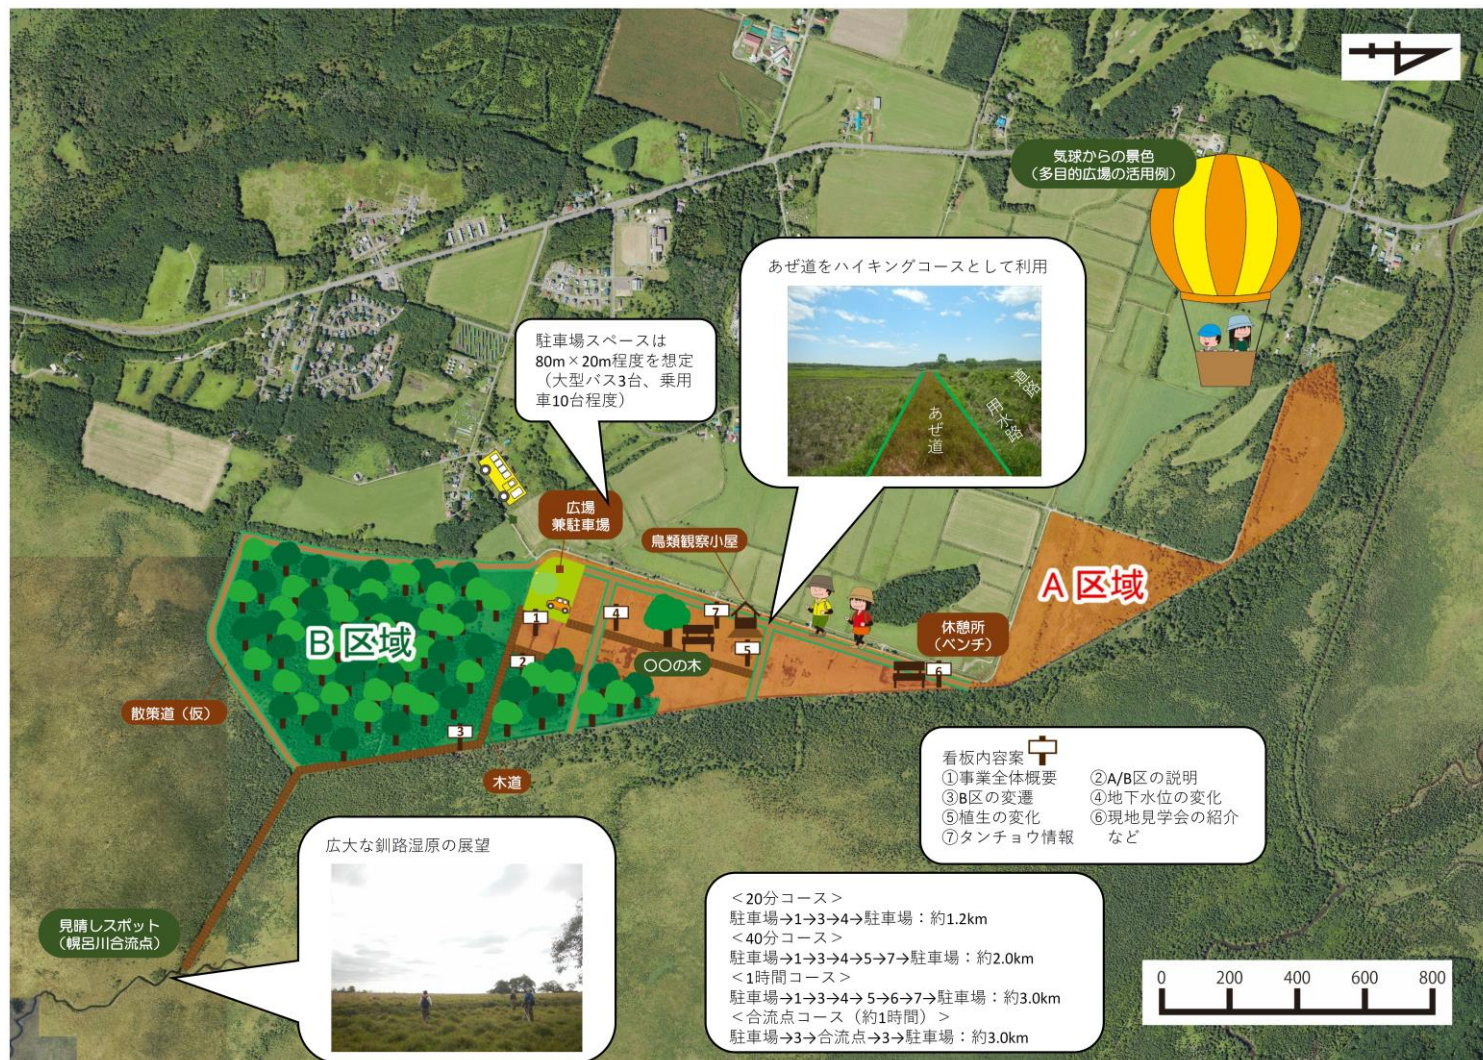 気球からの景色
（多目的広場の活用例）
あぜ道をハイキングコースとして利用
あぜ道
用水路
道路
駐車場スペースは
80m×20m程度を想定
（大型バス3台、乗用
車10台程度）
広場
兼駐車場
鳥類観察小屋
A区域
B区域
休憩所
（ベンチ）
1
2
3
4
5
6
7
〇〇の木
散策道（仮）
木道
看板内容案
①事業全体概要 ②A/B区の説明
③B区の変遷 ④地下水位の変化
⑤植生の変化 ⑥現地見学会の紹介
⑦タンチョウ情報 など
広大な釧路湿原の展望
見晴しスポット
（幌呂川合流点）
＜20分コース＞
駐車場→1→3→4→駐車場：約1.2km
＜40分コース＞
駐車場→1→3→4→5→7→駐車場：約2.0km
＜1時間コース＞
駐車場→1→3→4→5→6→7→駐車場：約3.0km
＜合流点コース（約1時間）＞
駐車場→3→合流点→3→駐車場：約3.0km
0 200 400 600 800